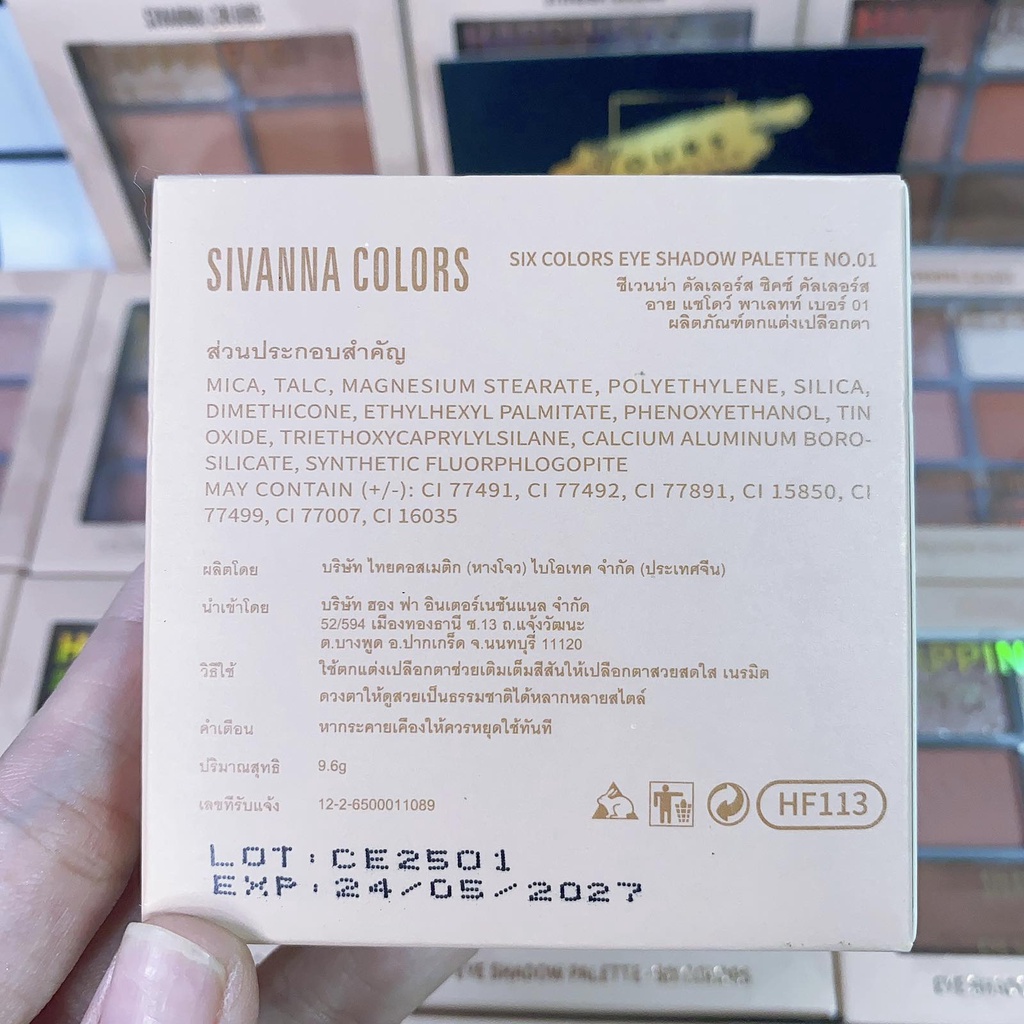 SIVANNA COLORS
SIVANNA COLORS
SIX COLORS EYE SHADOW PALETTE NO.01
ซีเวนน่า คัลเลอร์ส ซิคซ์ คัลเลอร์ส
อาย แชโดว์ พาเลทท์ เบอร์ 01
ผลิตภัณฑ์ตกแต่งเปลือกตา
ส่วนประกอบสำคัญ
MICA, TALC, MAGNESIUM STEARATE, POLYETHYLENE, SILICA,
DIMETHICONE, ETHYLHEXYL PALMITATE, PHENOXYETHANOL, TIN
OXIDE, TRIETHOXYCAPRYLYLSILANE, CALCIUM ALUMINUM BORO-
SILICATE, SYNTHETIC FLUORPHLOGOPITE
MAY CONTAIN (+/-): CI 77491, CI 77492, CI 77891, CI 15850, CI
77499, CI 77007, CI 16035
ผลิตโดย บริษัท ไทยคอสเมติก (หางโจว) ไบโอเทค จำกัด (ประเทศจีน)
นำเข้าโดย บริษัท ฮอง ฟา อินเตอร์เนชั่นแนล จำกัด
52/594 เมืองทองธานี ซ.13 ถ.แจ้งวัฒนะ
ต.บางพูด อ.ปากเกร็ด จ.นนทบุรี 11120
วิธีใช้ ใช้ตกแต่งเปลือกตาช่วยเติมเต็มสีสันให้เปลือกตาสวยสดใส เนรมิต
ดวงตาให้ดูสวยเป็นธรรมชาติได้หลากหลายสไตล์
คำเตือน หากระคายเคืองให้ควรหยุดใช้ทันที
ปริมาณสุทธิ 9.6g
เลขที่รับแจ้ง 12-2-6500011089
HF113
LOT:CE2501
EXP:24/05/2027
EYE SHADOW PALETTE · SIX COLORS